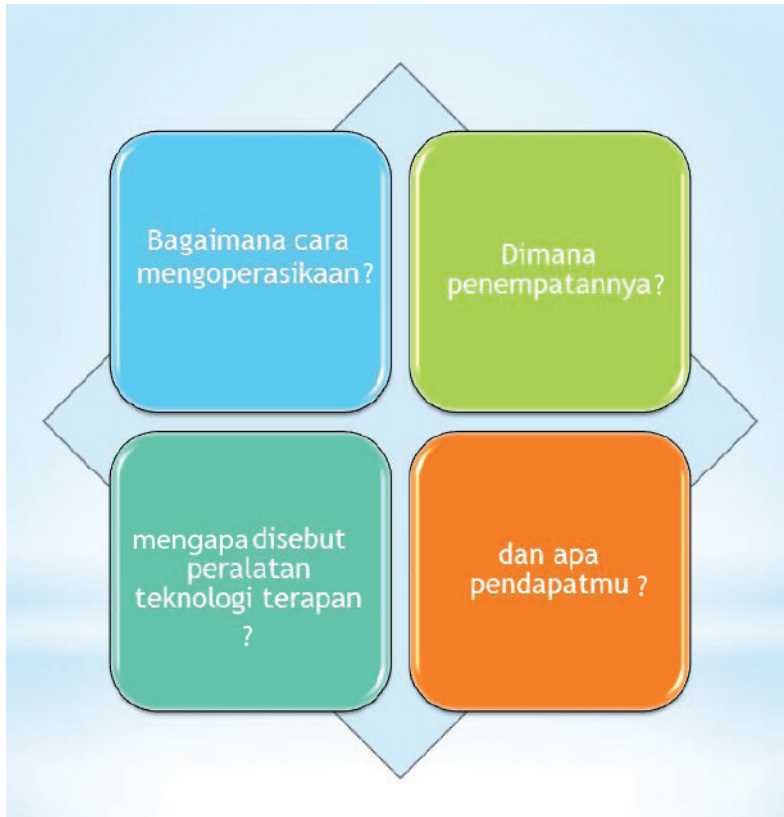 Bagaimana cara
mengoperasikaan?
Dimana
penempatannya?
mengapa disebut
peralatan
teknologi terapan
?
dan apa
pendapatmu ?